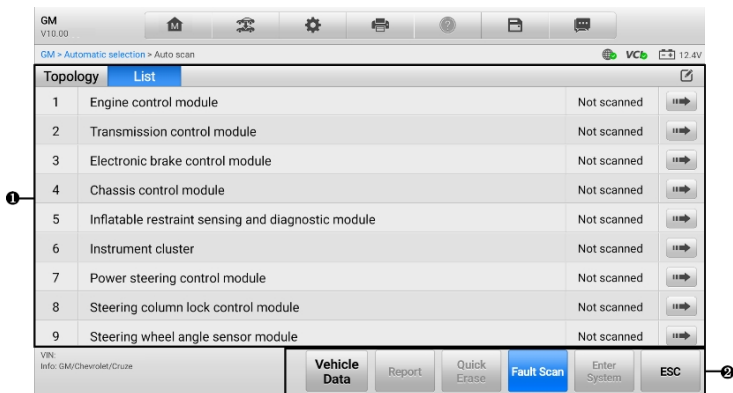 GM
V10.00
GM > Automatic selection > Auto scan
VCI 12.4V
Topology List
1 Engine control module Not scanned
2 Transmission control module Not scanned
3 Electronic brake control module Not scanned
4 Chassis control module Not scanned
❶
5 Inflatable restraint sensing and diagnostic module Not scanned
6 Instrument cluster Not scanned
7 Power steering control module Not scanned
8 Steering column lock control module Not scanned
9 Steering wheel angle sensor module Not scanned
VIN:
Info: GM/Chevrolet/Cruze
Vehicle
Data
Report
Quick
Erase
Fault Scan
Enter
System
ESC
❷